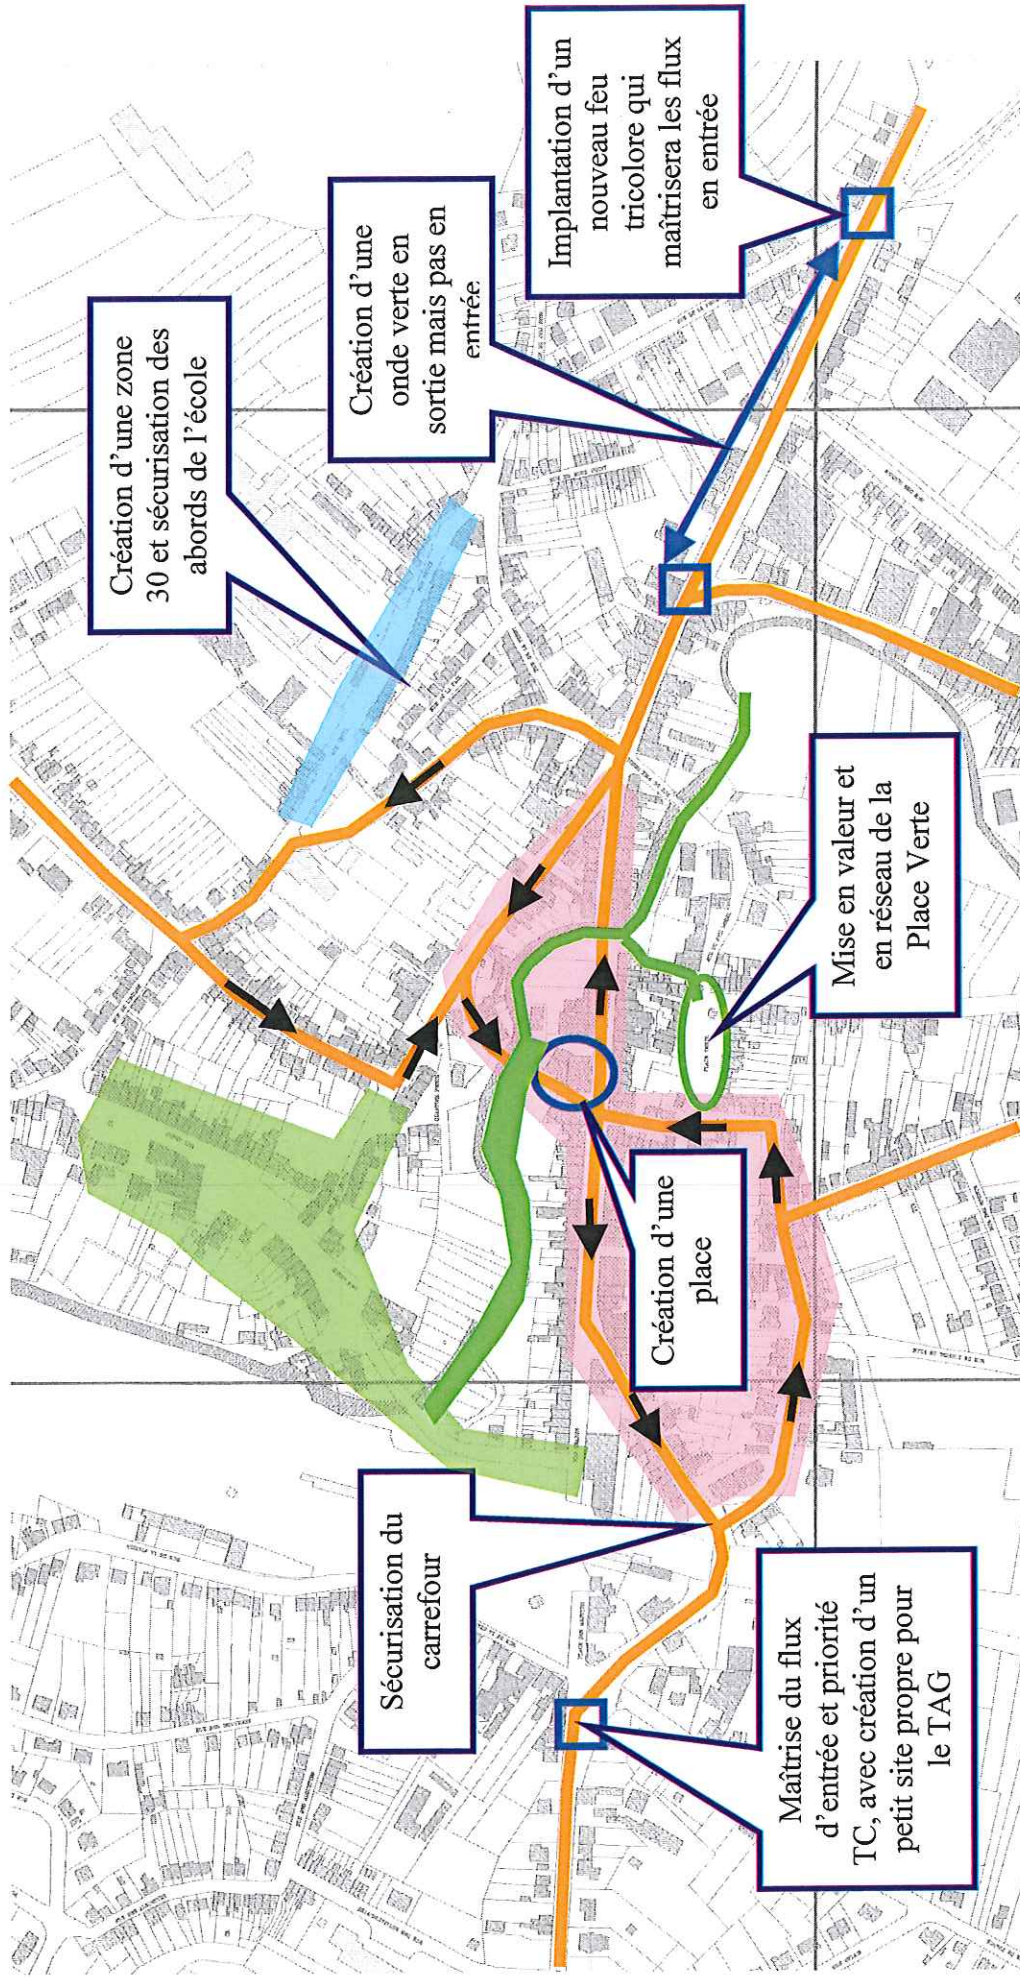 Création d'une zone
30 et sécurisation des
abords de l'école
Création d'une
onde verte en
sortie mais pas en
entrée
Implantation d'un
nouveau feu
tricolore qui
maîtrisera les flux
en entrée
Sécurisation du
carrefour
Création d'une
place
Mise en valeur et
en réseau de la
Place Verte
Maîtrise du flux
d'entrée et priorité
TC, avec création d'un
petit site propre pour
le TAG